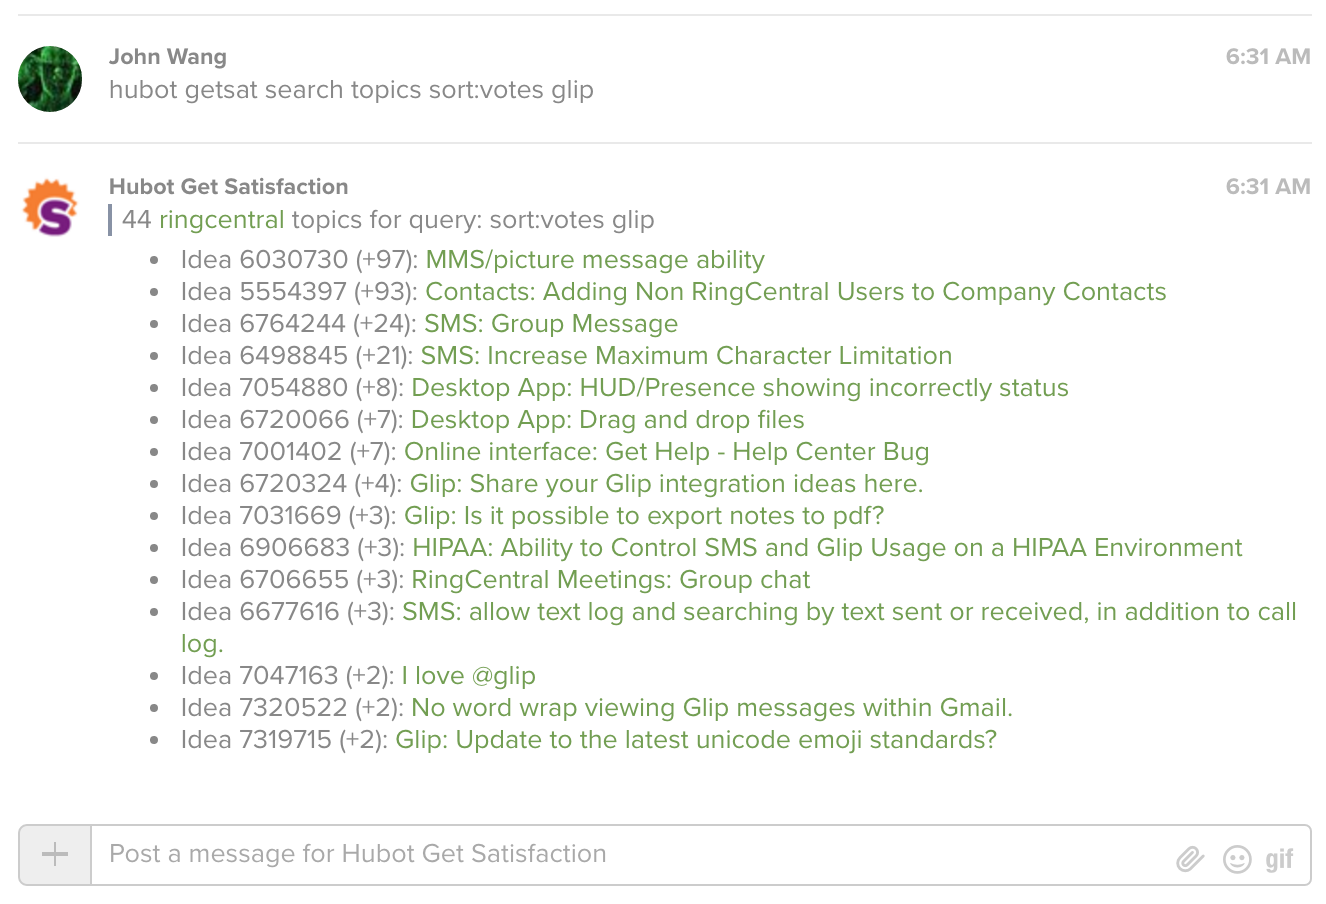 John Wang
6:31 AM
hubot getsat search topics sort:votes glip
Hubot Get Satisfaction
6:31 AM
44 ringcentral topics for query: sort:votes glip
• Idea 6030730 (+97): MMS/picture message ability
• Idea 5554397 (+93): Contacts: Adding Non RingCentral Users to Company Contacts
• Idea 6764244 (+24): SMS: Group Message
• Idea 6498845 (+21): SMS: Increase Maximum Character Limitation
• Idea 7054880 (+8): Desktop App: HUD/Presence showing incorrectly status
• Idea 6720066 (+7): Desktop App: Drag and drop files
• Idea 7001402 (+7): Online interface: Get Help - Help Center Bug
• Idea 6720324 (+4): Glip: Share your Glip integration ideas here.
• Idea 7031669 (+3): Glip: Is it possible to export notes to pdf?
• Idea 6906683 (+3): HIPAA: Ability to Control SMS and Glip Usage on a HIPAA Environment
• Idea 6706655 (+3): RingCentral Meetings: Group chat
• Idea 6677616 (+3): SMS: allow text log and searching by text sent or received, in addition to call
log.
• Idea 7047163 (+2): I love @glip
• Idea 7320522 (+2): No word wrap viewing Glip messages within Gmail.
• Idea 7319715 (+2): Glip: Update to the latest unicode emoji standards?
Post a message for Hubot Get Satisfaction
gif